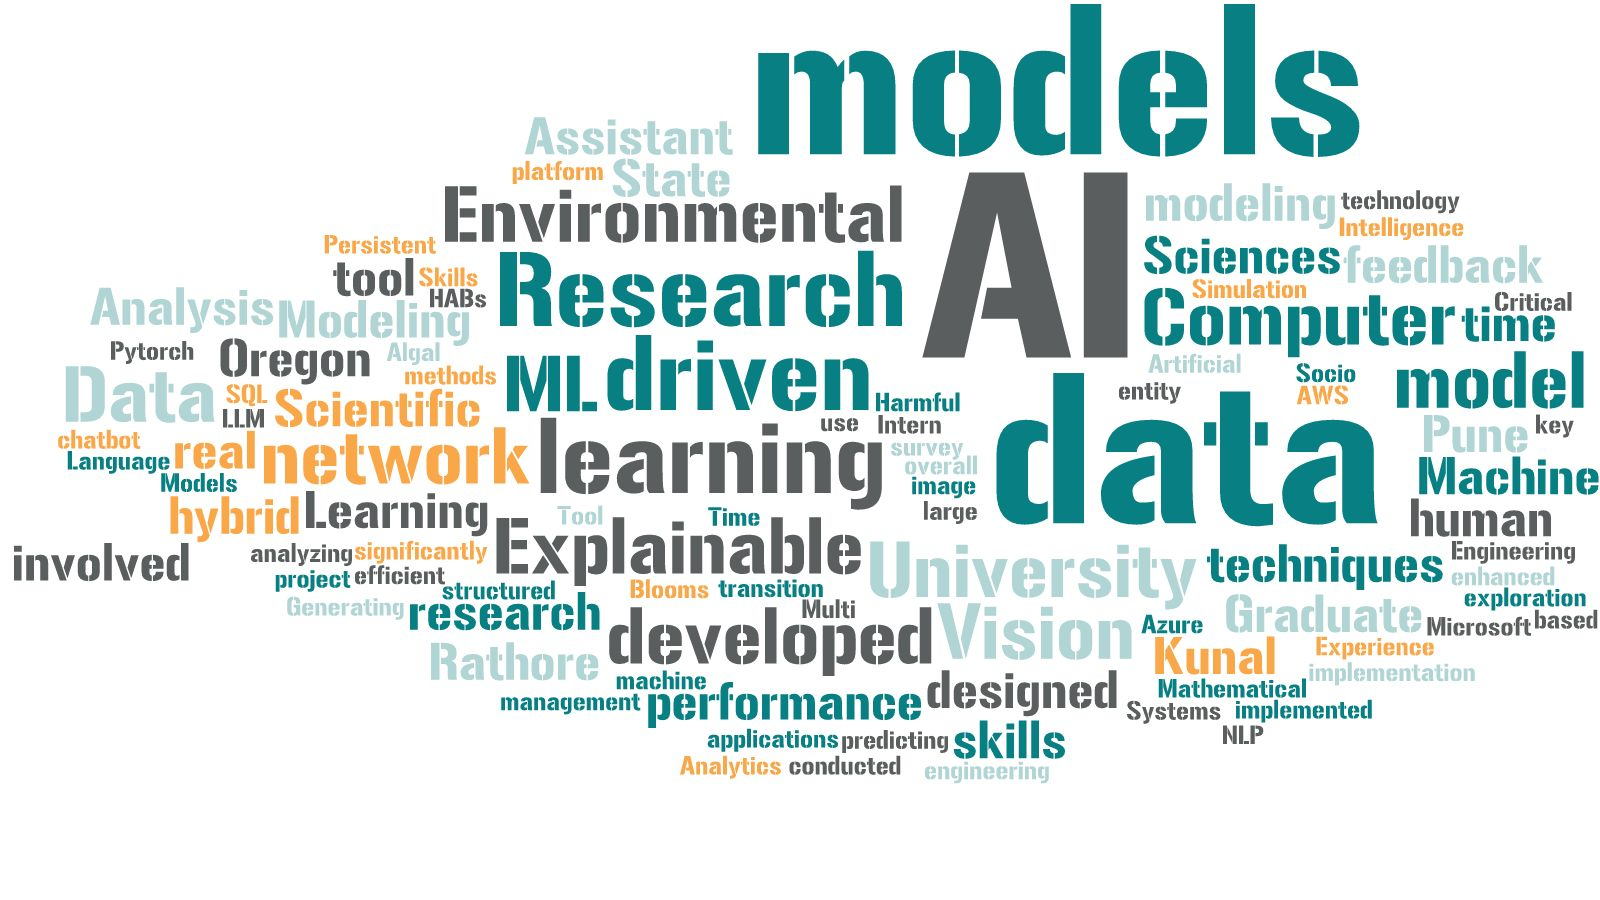 models
Assistant
platform State
AI
Environmental
modeling technology
Intelligence
Persistent
tool Skills
HABs
Research
Sciences feedback
Simulation
Critical
Analysis Modeling
Computer time
Pytorch Oregon Algal
methods
ML driven
Artificial
entity
Socio
AWS
model
Data SQL
LLM
Scientific
Harmful
use Intern
data
Pune key
chatbot
Language real network
Models
learning
survey
overall
image
large
Machine
hybrid Learning
Tool Time
human
involved
analyzing significantly
project efficient
Explainable
University techniques
Engineering
enhanced
exploration
structured
Blooms transition
Generating research
Multi
developed Vision
Azure Graduate Microsoft based
Rathore
Kunal Experience
implementation
machine
management performance designed
Mathematical
Systems implemented
NLP
applications predicting skills
Analytics conducted engineering